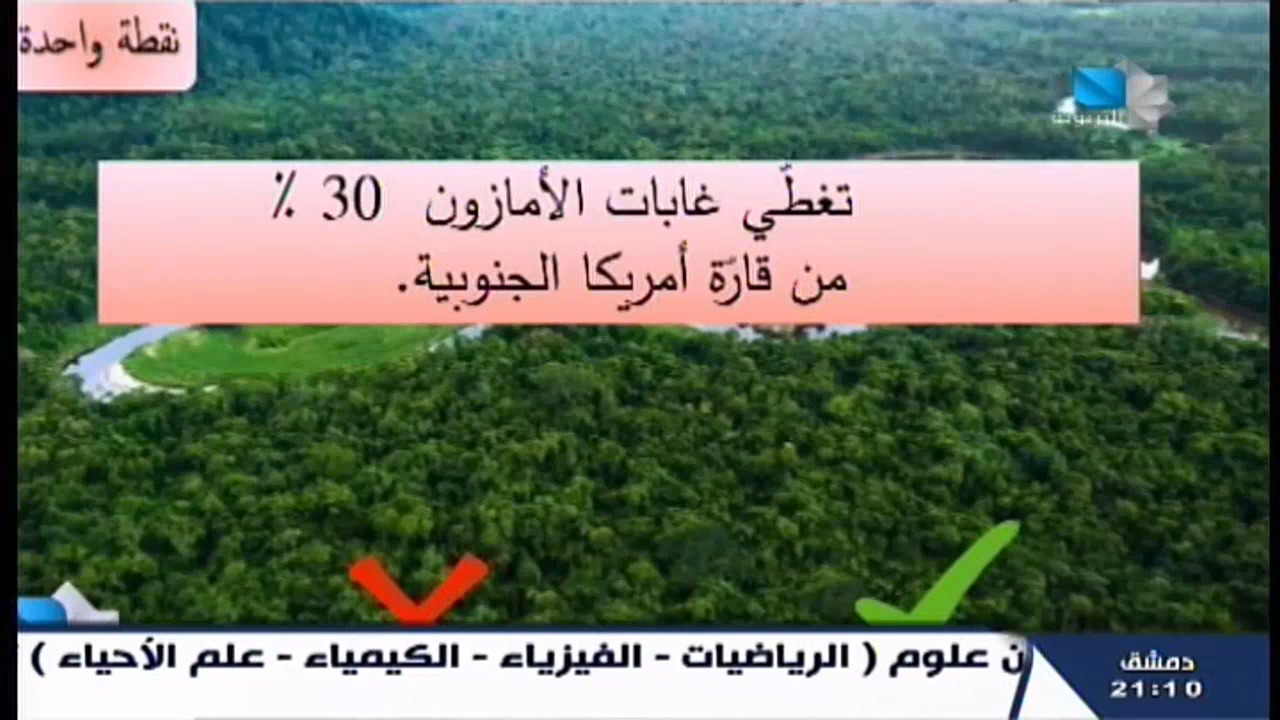 نقطة واحدة
التربوية
تغطّي غابات الأمازون 30 ٪
من قارّة أمريكا الجنوبية.
علوم ( الرياضيات - الفيزياء - الكيمياء - علم الأحياء )
دمشق
21:10